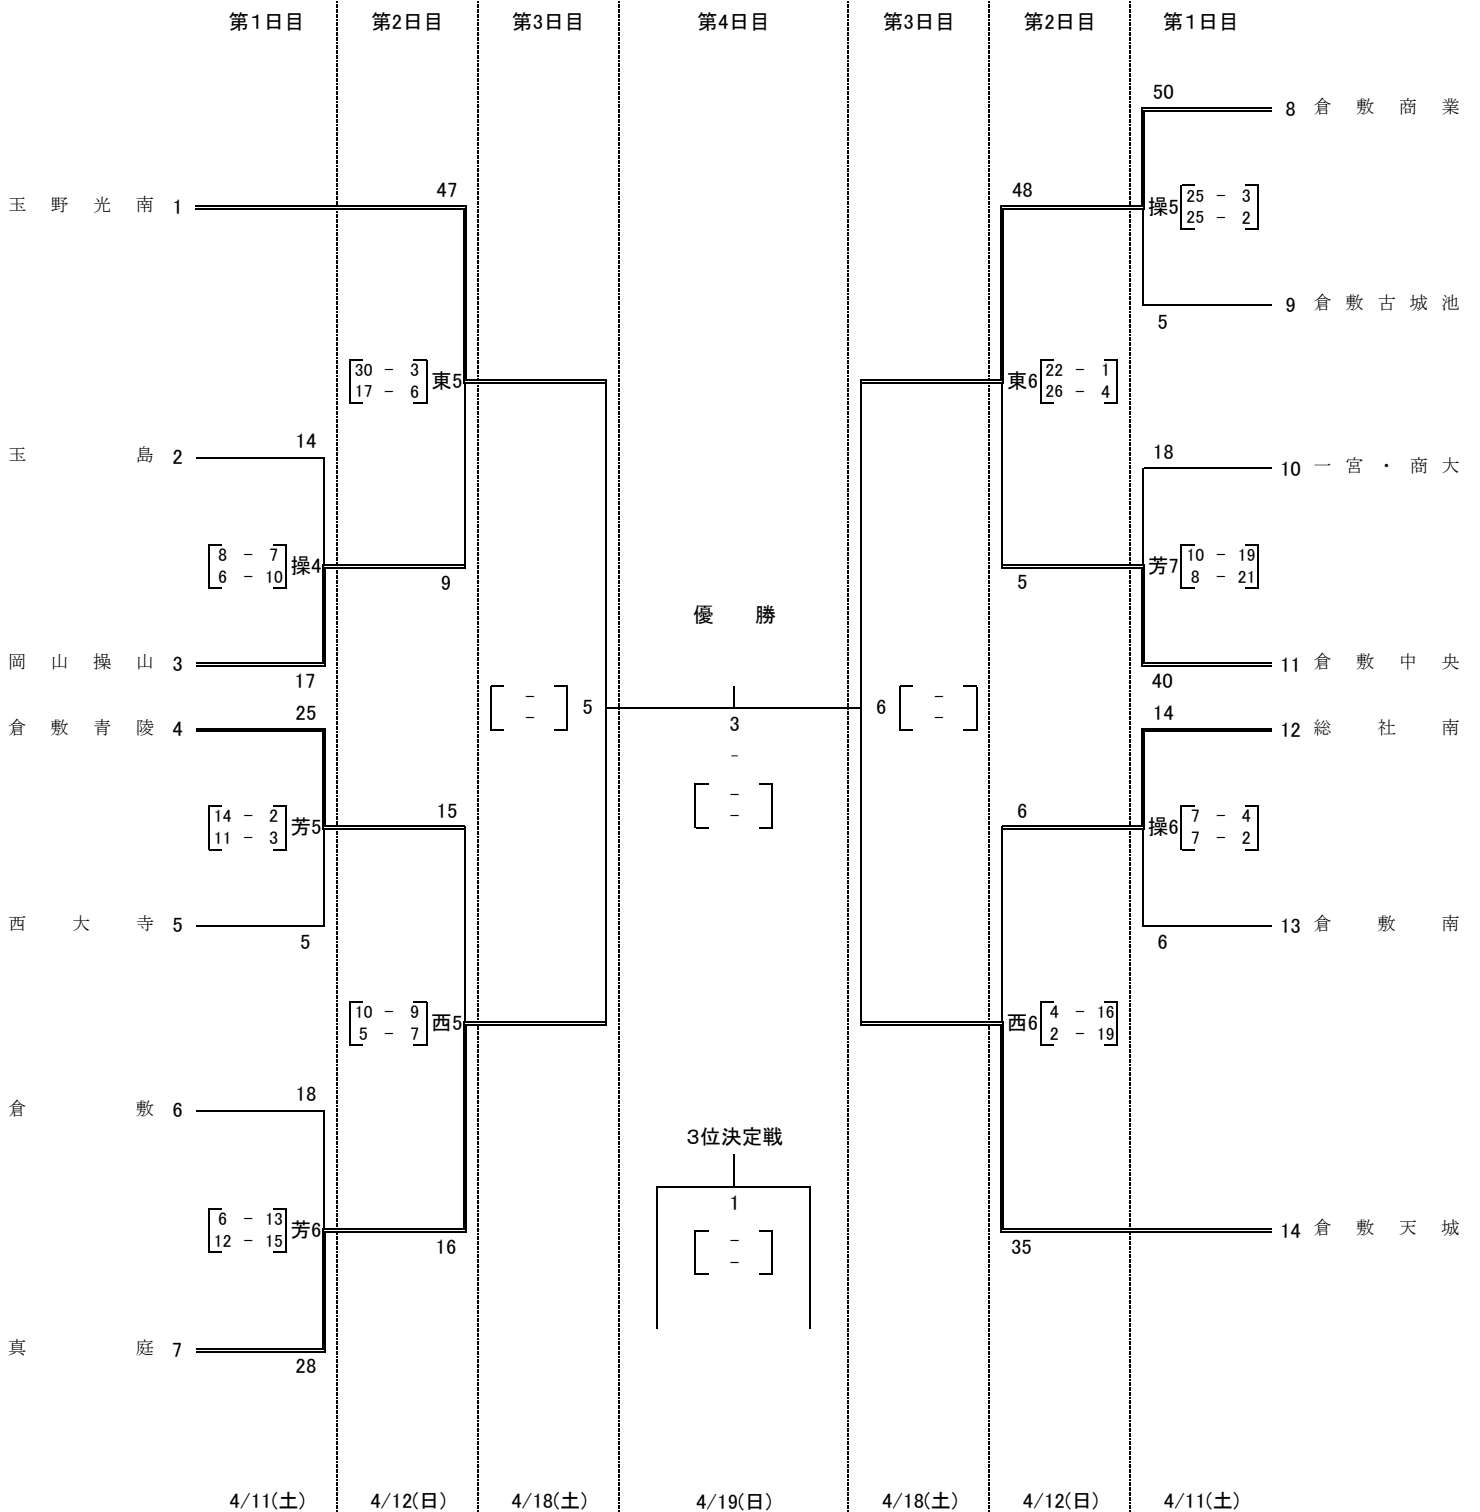 第１日目 第2日目 第3日目 第4日目 第3日目 第2日目 第１日目
50
8 倉敷商業
47
48
玉野光南 1
操5 25 - 3
25 - 2
9 倉敷古城池
5
30 - 3
17 - 6
東5
東6
22 - 1
26 - 4
14
玉島 2
18
10 一宮・商大
8 - 7
6 - 10
操4
9
5
芳7
10 - 19
8 - 21
優勝
岡山操山 3
17
11 倉敷中央
40
25
倉敷青陵 4
- 
- 
5
3
-
-
-
6
-
-
14
12 総社南
14 - 2
11 - 3
芳5
15
6
操6
7 - 4
7 - 2
西大寺 5
5
13 倉敷南
6
10 - 9
5 - 7
西5
西6
4 - 16
2 - 19
18
倉敷 6
3位決定戦
1
-
-
6 - 13
12 - 15
芳6
16
35
14 倉敷天城
真庭 7
28
4/11(土) 4/12(日) 4/18(土) 4/19(日) 4/18(土) 4/12(日) 4/11(土)